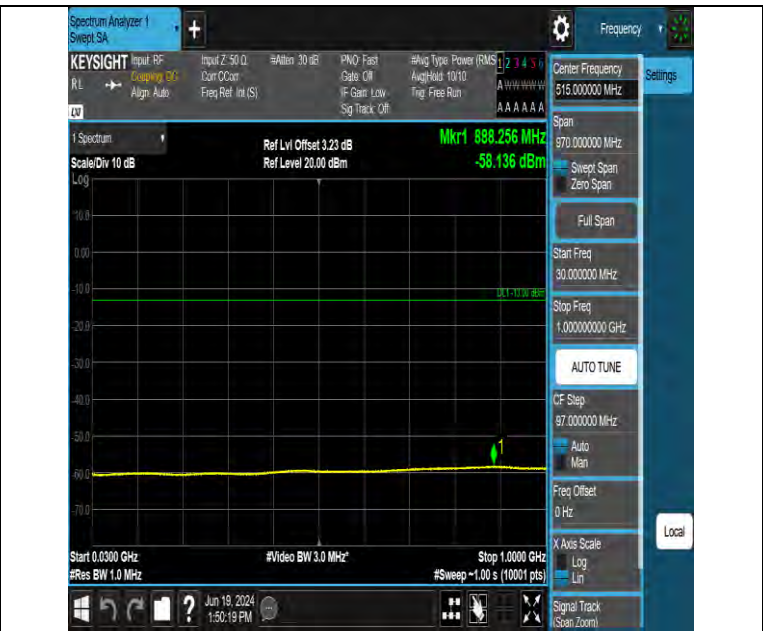 Spectrum Analyzer 1
Swept SA
+
Frequency
KEYSIGHT
RL
Input: RF
Coupling: DC
Align: Auto
Input Z: 50 Ω
Corr CCorr
Freq Ref: Int (S)
#Atten: 30 dB
PNO: Fast
Gate: Off
IF Gain: Low
Sig Track: Off
#Avg Type: Power (RMS
Avg|Hold: 10/10
Trig: Free Run
1 2 3 4 5 6
A W W W W W
A A A A A A
LXI
1 Spectrum
Scale/Div 10 dB
Log
Ref Lvl Offset 3.23 dB
Ref Level 20.00 dBm
Mkr1 888.256 MHz
-58.136 dBm
10.0
0.00
-10.0
DL1 -13.00 dBm
-20.0
-30.0
-40.0
-50.0
1
-60.0
-70.0
Start 0.0300 GHz
#Res BW 1.0 MHz
#Video BW 3.0 MHz*
Stop 1.0000 GHz
#Sweep ~1.00 s (10001 pts)
?
Jun 19, 2024
1:50:19 PM
Center Frequency
515.000000 MHz
Settings
Span
970.000000 MHz
Swept Span
Zero Span
Full Span
Start Freq
30.000000 MHz
Stop Freq
1.000000000 GHz
AUTO TUNE
CF Step
97.000000 MHz
Auto
Man
Freq Offset
0 Hz
X Axis Scale
Log
Lin
Local
Signal Track
(Span Zoom)